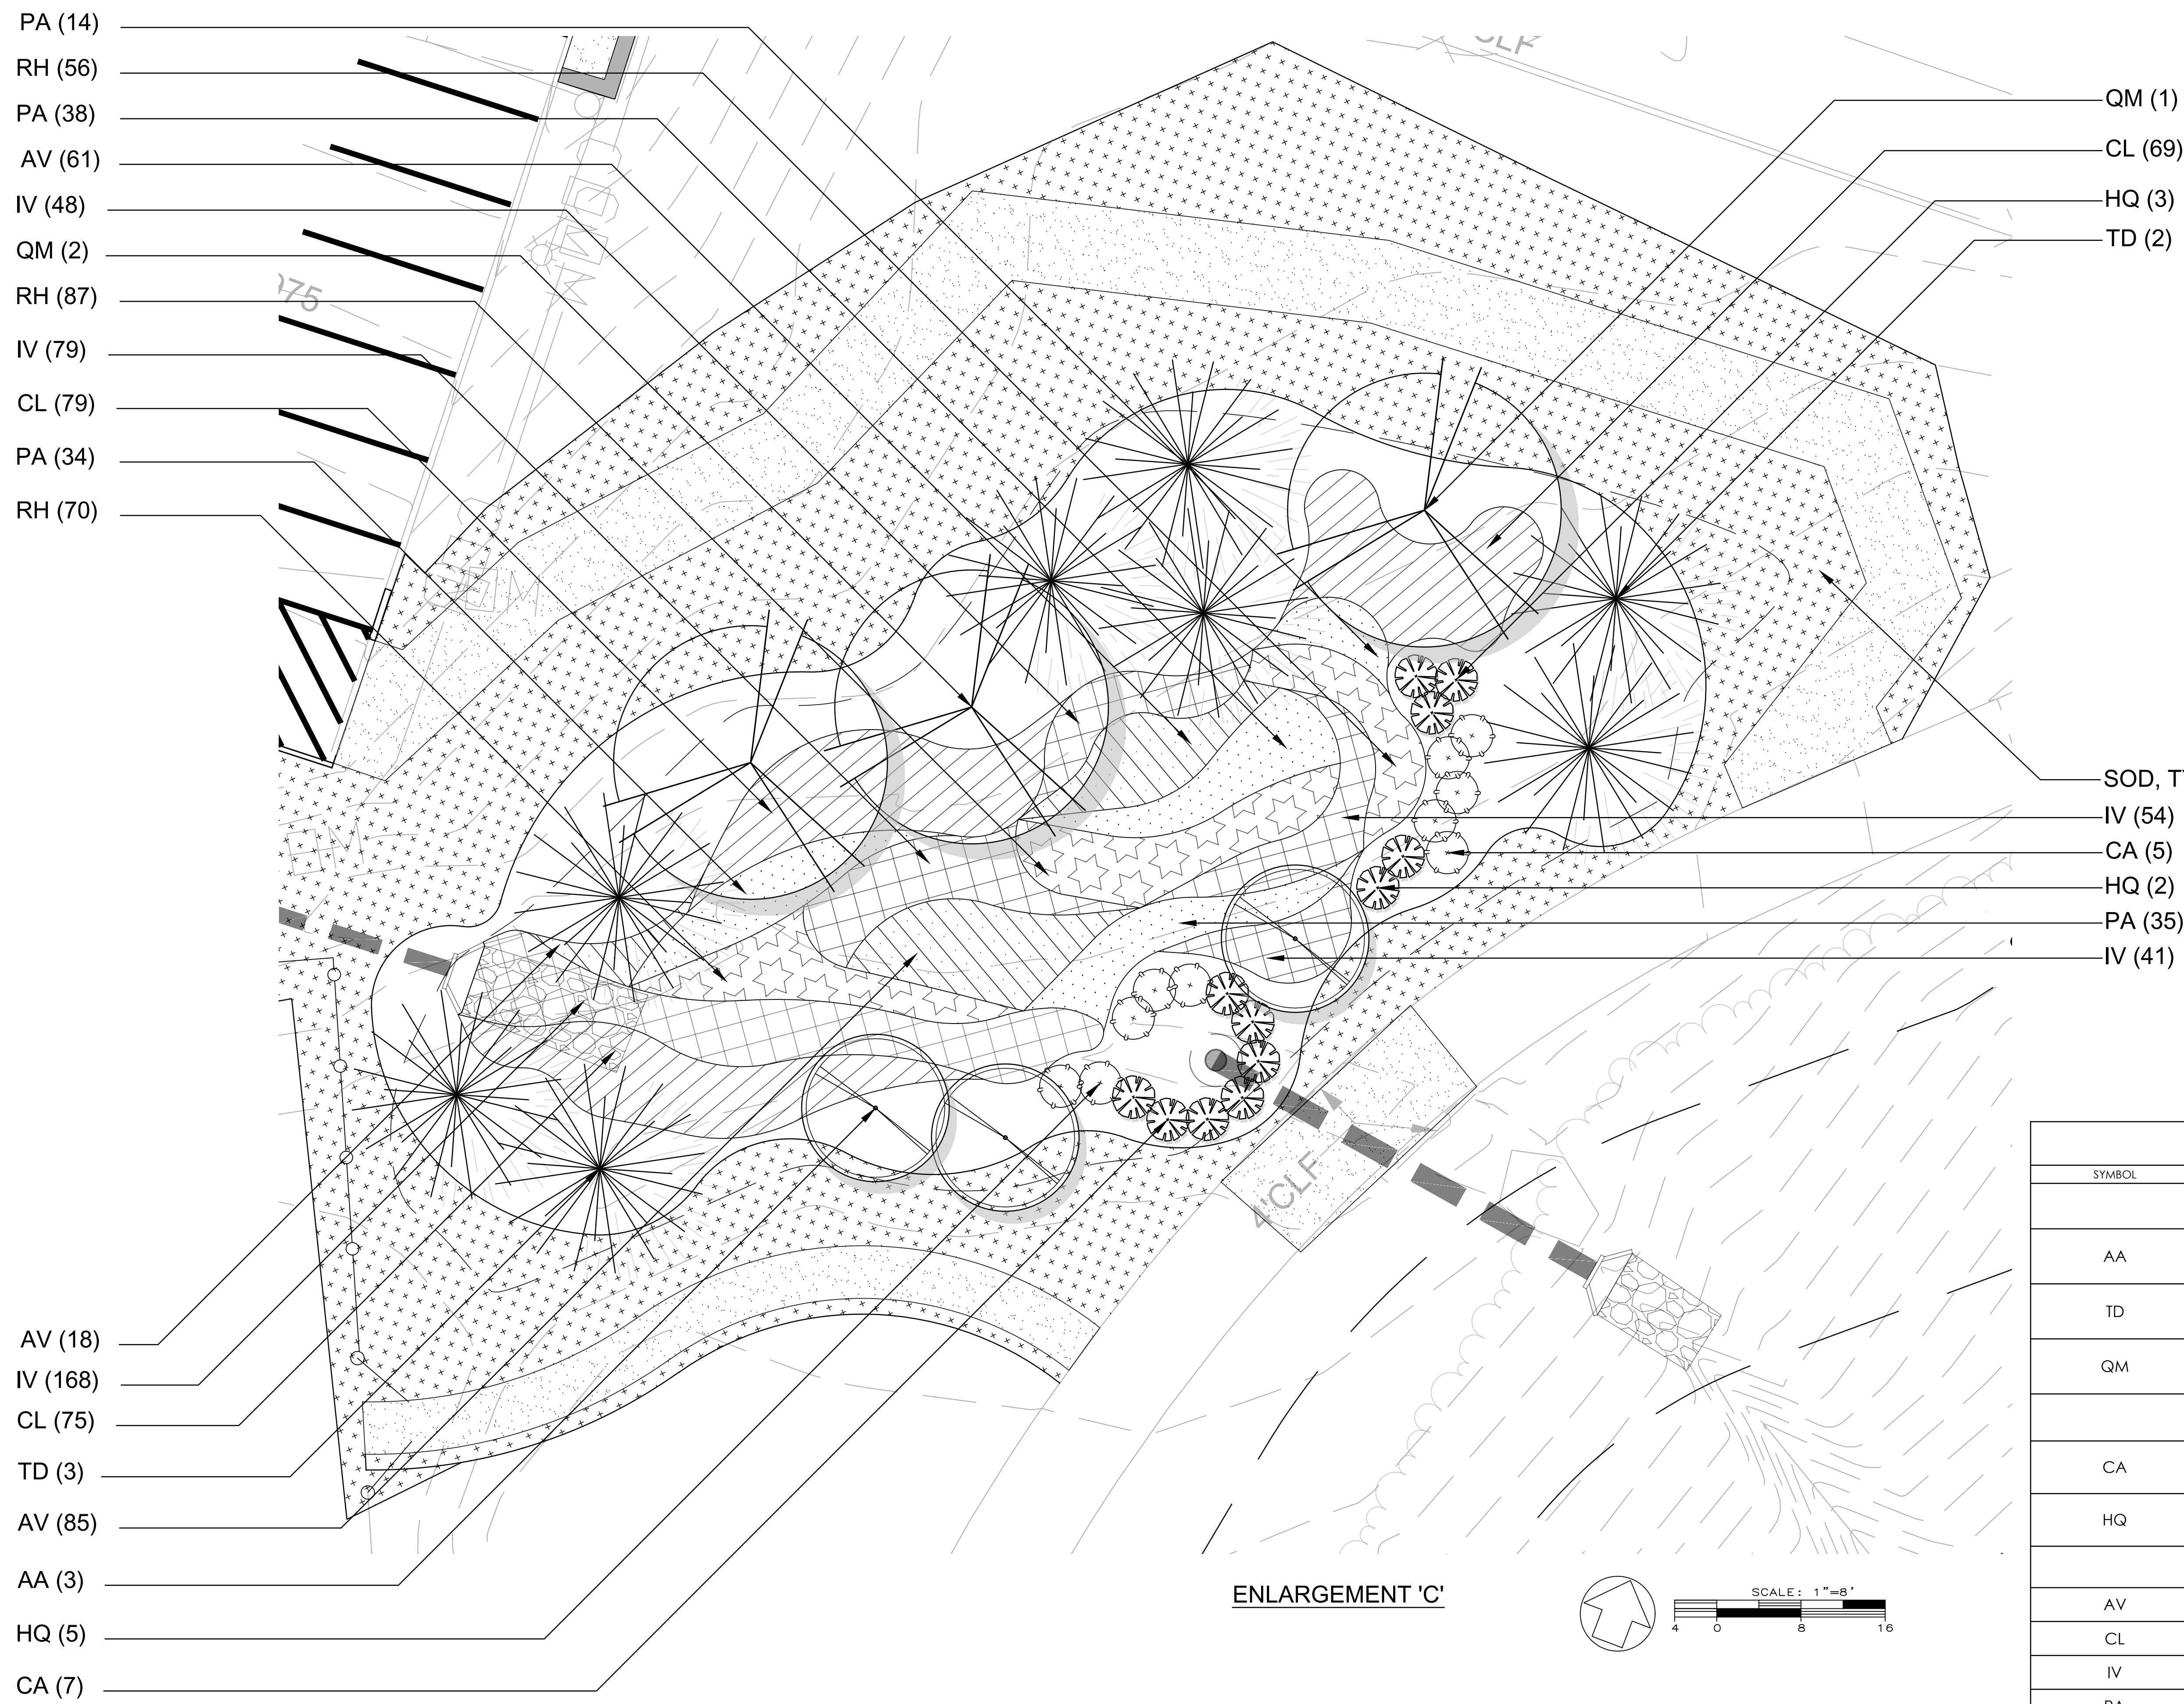 PA (14)
RH (56)
PA (38)
AV (61)
IV (48)
QM (2)
RH (87)
IV (79)
CL (79)
PA (34)
RH (70)
AV (18)
IV (168)
CL (75)
TD (3)
AV (85)
AA (3)
HQ (5)
CA (7)
QM (1)
CL (69)
HQ (3)
TD (2)
SOD,
IV (54)
CA (5)
HQ (2)
PA (35)
IV (41)
CLF
4'CLF
ENLARGEMENT 'C'
SCALE: 1"=8'
4 0 8 16
SYMBOL
AA
TD
QM
CA
HQ
AV
CL
IV